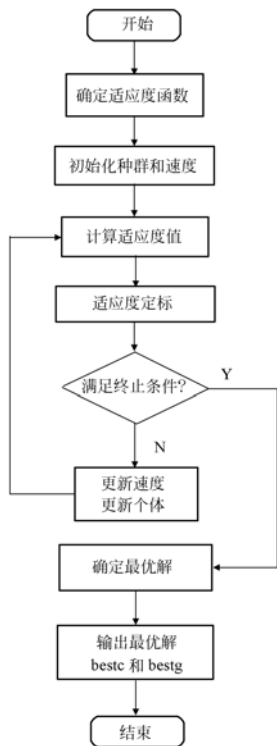 开始
确定适应度函数
初始化种群和速度
计算适应度值
适应度定标
满足终止条件?
Y
N
更新速度
更新个体
确定最优解
输出最优解
bestc 和 bestg
结束